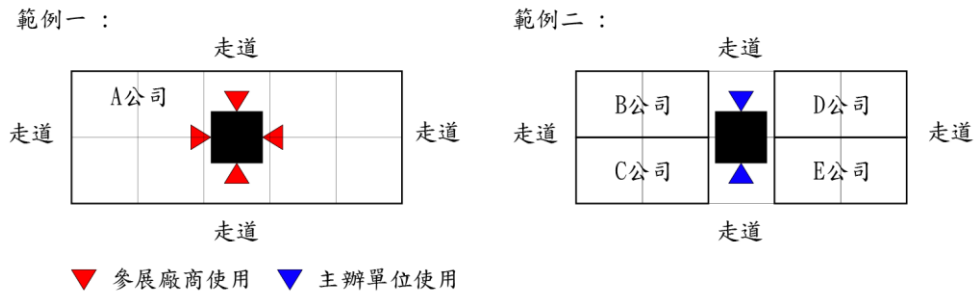 範例一：
走道
A公司
走道
走道
走道
範例二：
走道
B公司
D公司
走道
走道
C公司
E公司
走道
參展廠商使用
主辦單位使用